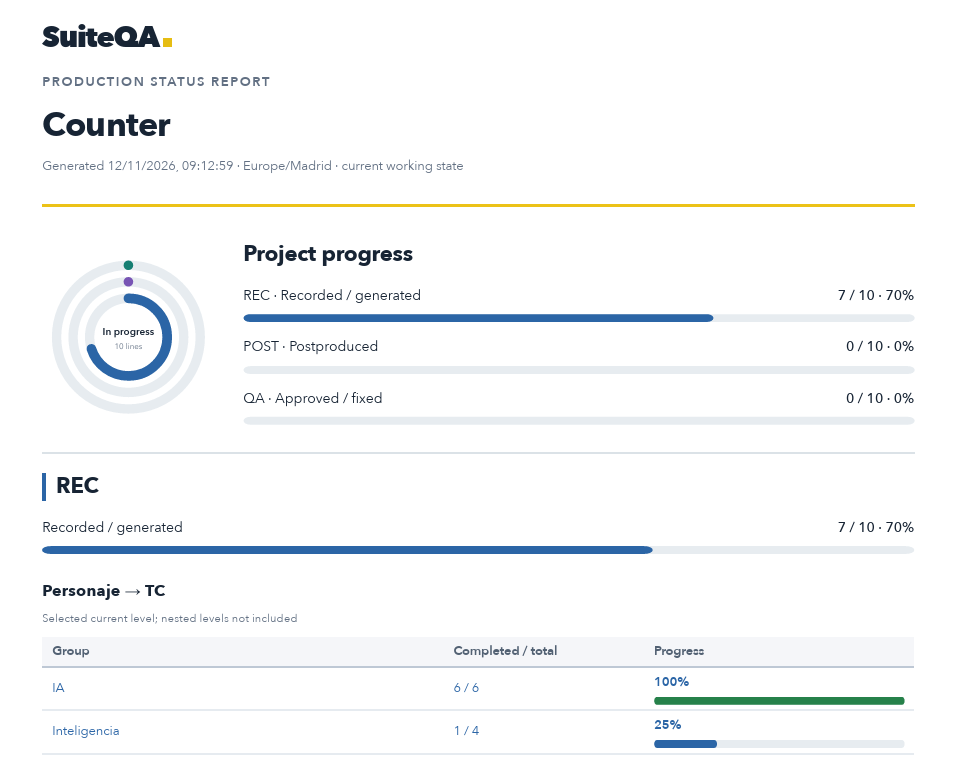 SuiteQA.
PRODUCTION STATUS REPORT
Counter
Generated 12/11/2026, 09:12:59 · Europe/Madrid · current working state
In progress
10 lines
Project progress
REC · Recorded / generated 7 / 10 · 70%
POST · Postproduced 0 / 10 · 0%
QA · Approved / fixed 0 / 10 · 0%
REC
Recorded / generated 7 / 10 · 70%
Personaje → TC
Selected current level; nested levels not included
Group Completed / total Progress
IA 6 / 6 100%
Inteligencia 1 / 4 25%